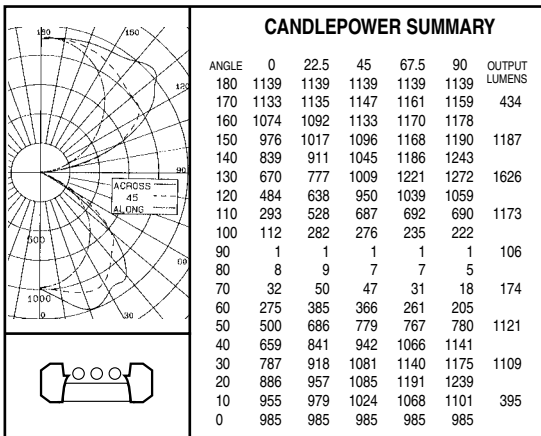 CANDLEPOWER SUMMARY
ANGLE 0 22.5 45 67.5 90 OUTPUT LUMENS
180 1139 1139 1139 1139 1139
170 1133 1135 1147 1161 1159 434
160 1074 1092 1133 1170 1178
150 976 1017 1096 1168 1190 1187
140 839 911 1045 1186 1243
130 670 777 1009 1221 1272 1626
120 484 638 950 1039 1059
110 293 528 687 692 690 1173
100 112 282 276 235 222
90 1 1 1 1 1 106
80 8 9 7 7 5
70 32 50 47 31 18 174
60 275 385 366 261 205
50 500 686 779 767 780 1121
40 659 841 942 1066 1141
30 787 918 1081 1140 1175 1109
20 886 957 1085 1191 1239
10 955 979 1024 1068 1101 395
0 985 985 985 985 985
180 150
120
90
ACROSS
45
ALONG
500
60
1000
0 30